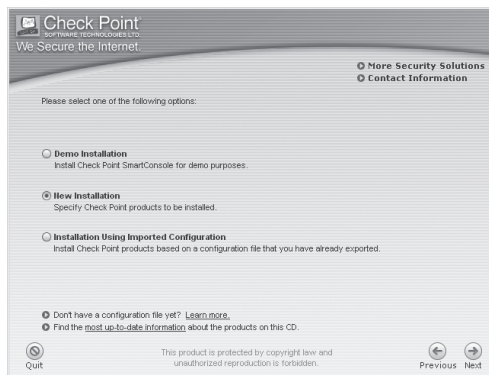 Check Point
SOFTWARE TECHNOLOGIES LTD.
We Secure the Internet.
More Security Solutions
Contact Information
Please select one of the following options:
Demo Installation
Install Check Point SmartConsole for demo purposes.
New Installation
Specify Check Point products to be installed.
Installation Using Imported Configuration
Install Check Point products based on a configuration file that you have already exported.
Don't have a configuration file yet? Learn more.
Find the most up-to-date information about the products on this CD.
Quit
This product is protected by copyright law and
unauthorized reproduction is forbidden.
Previous Next